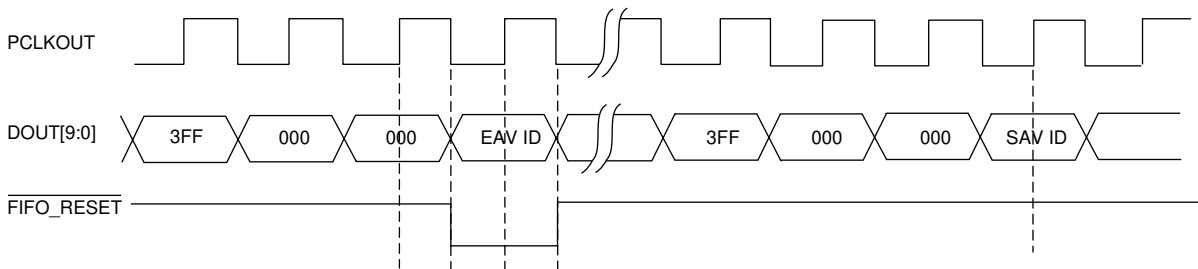 PCLKOUT
DOUT[9:0] 3FF 000 000 EAV ID 3FF 000 000 SAV ID
FIFO_RESET